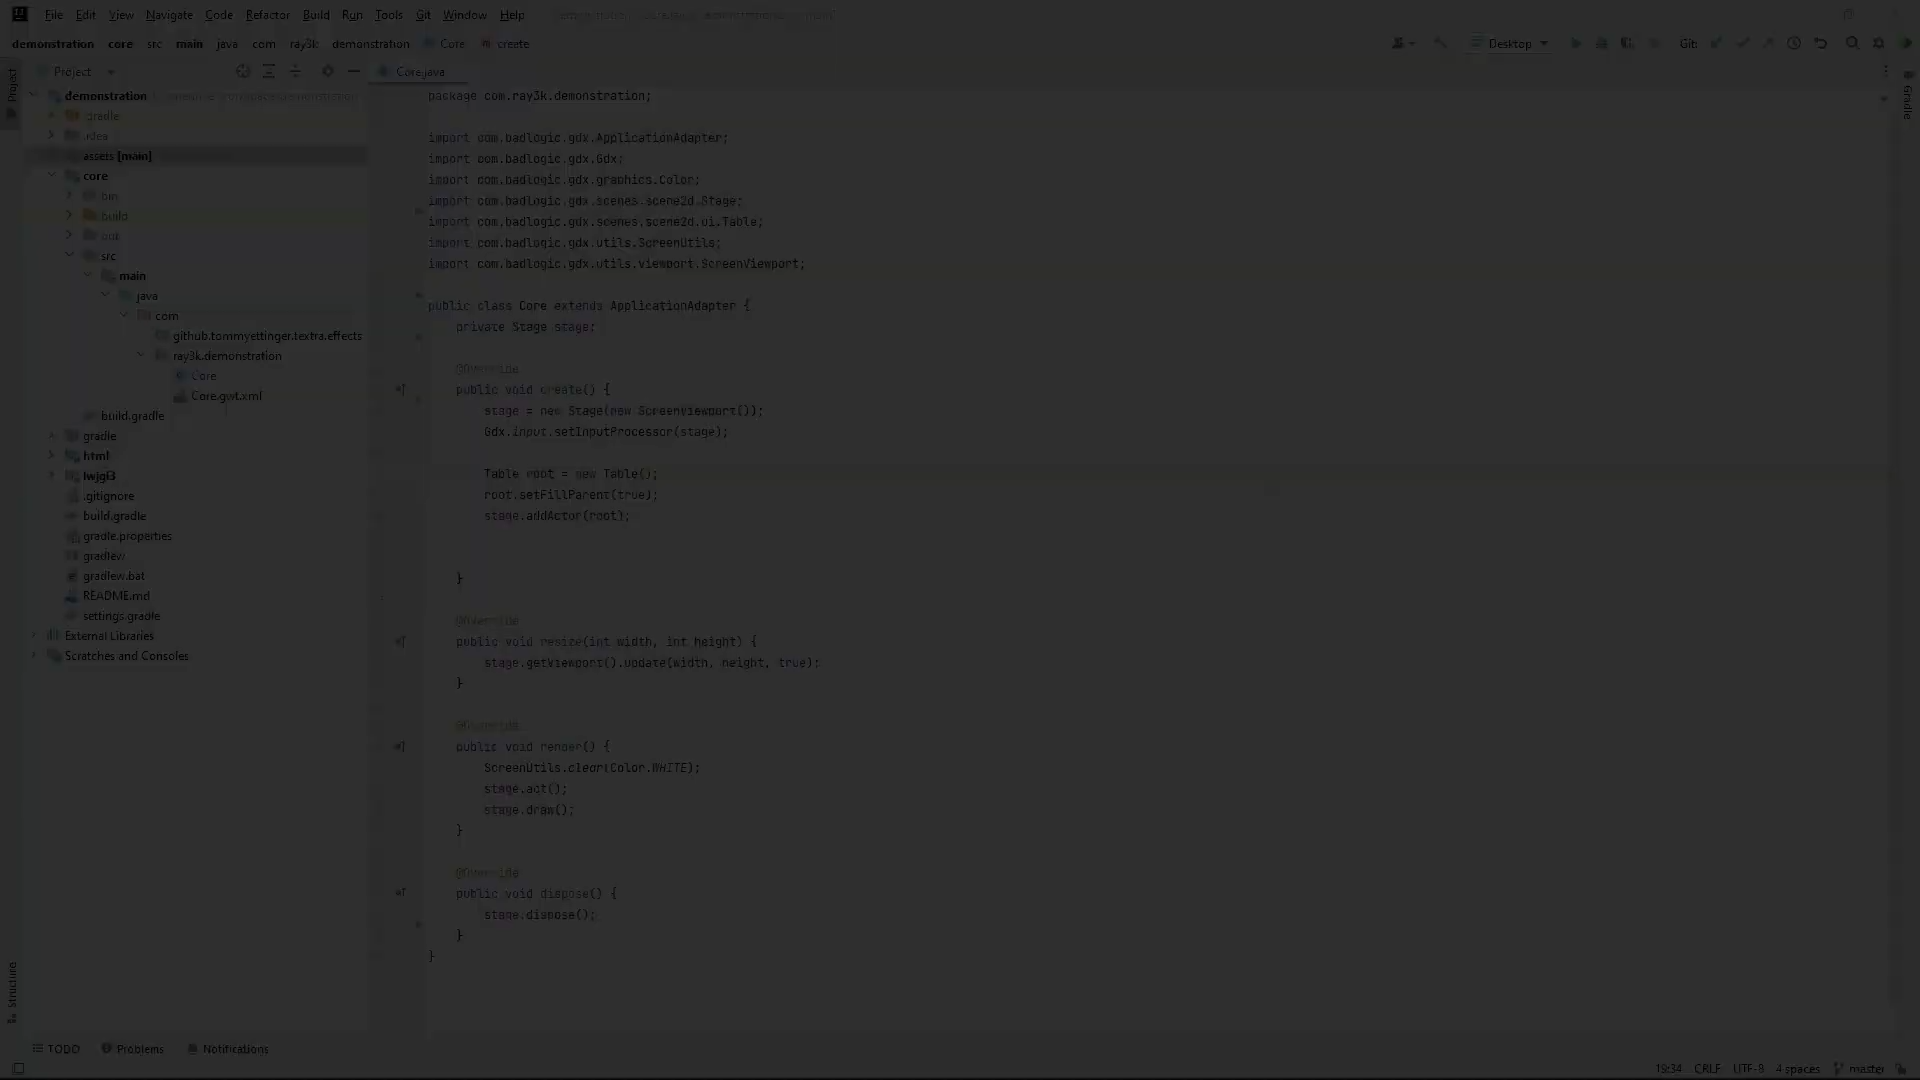 File Edit View Navigate Code Refactor Build Run Tools Git Window Help
demonstration core src main java com ray3k demonstration Core create
Desktop
Git:
Project
Core.java
Project
Gradle
demonstration
.gradle
.idea
assets [main]
core
bin
build
out
src
main
java
com
github.tommyettinger.textra.effects
ray3k.demonstration
Core
Core.gwt.xml
build.gradle
gradle
html
lwjgl3
.gitignore
build.gradle
gradle.properties
gradlew
gradlew.bat
README.md
settings.gradle
External Libraries
Scratches and Consoles
package com.ray3k.demonstration;
import com.badlogic.gdx.ApplicationAdapter;
import com.badlogic.gdx.Gdx;
import com.badlogic.gdx.graphics.Color;
import com.badlogic.gdx.scenes.scene2d.Stage;
import com.badlogic.gdx.scenes.scene2d.ui.Table;
import com.badlogic.gdx.utils.ScreenUtils;
import com.badlogic.gdx.utils.viewport.ScreenViewport;
public class Core extends ApplicationAdapter {
private Stage stage;
@Override
public void create() {
stage = new Stage(new ScreenViewport());
Gdx.input.setInputProcessor(stage);
Table root = new Table();
root.setFillParent(true);
stage.addActor(root);
}
@Override
public void resize(int width, int height) {
stage.getViewport().update(width, height, true);
}
@Override
public void render() {
ScreenUtils.clear(Color.WHITE);
stage.act();
stage.draw();
}
@Override
public void dispose() {
stage.dispose();
}
}
Structure
TODO Problems Notifications
19:34 CRLF UTF-8 4 spaces master